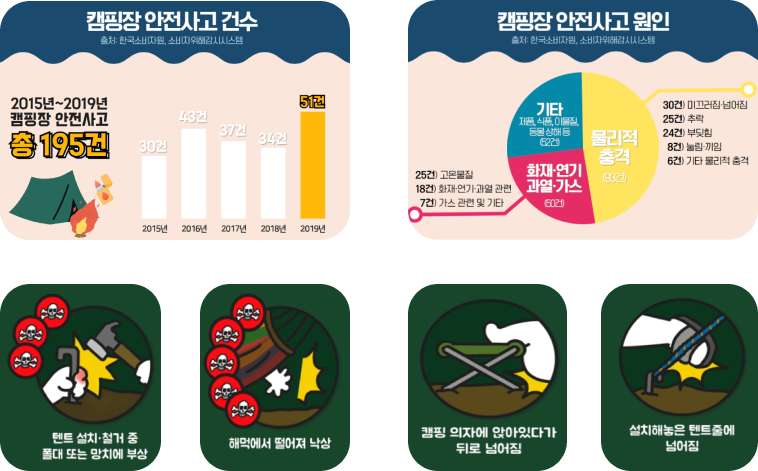 캠핑장 안전사고 건수
출처: 한국소비자원, 소비자위해감시시스템
2015년~2019년
캠핑장 안전사고
총 195건
30건
43건
37건
34건
51건
2015년
2016년
2017년
2018년
2019년
캠핑장 안전사고 원인
출처: 한국소비자원, 소비자위해감시시스템
기타
제품, 식품, 이물질,
동물 상해 등
(52건)
물리적
충격
(93건)
화재·연기
과열·가스
(50건)
30건) 미끄러짐·넘어짐
25건) 추락
24건) 부딪힘
8건) 눌림·끼임
6건) 기타 물리적 충격
25건) 고온물질
18건) 화재·연기·과열 관련
7건) 가스 관련 및 기타
텐트 설치·철거 중
폴대 또는 망치에 부상
해먹에서 떨어져 낙상
캠핑 의자에 앉아있다가
뒤로 넘어짐
설치해놓은 텐트줄에
넘어짐